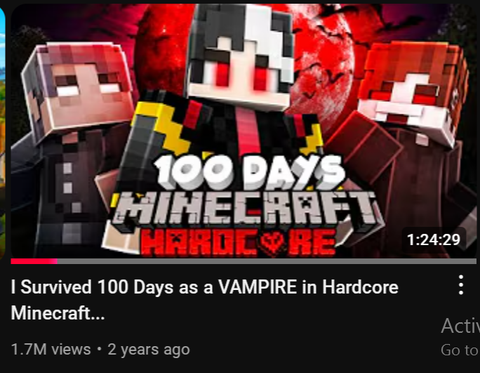 100 DAYS
MINECRAFT
HARDCORE
1:24:29
I Survived 100 Days as a VAMPIRE in Hardcore
Minecraft...
1.7M views • 2 years ago
Activ
Go to